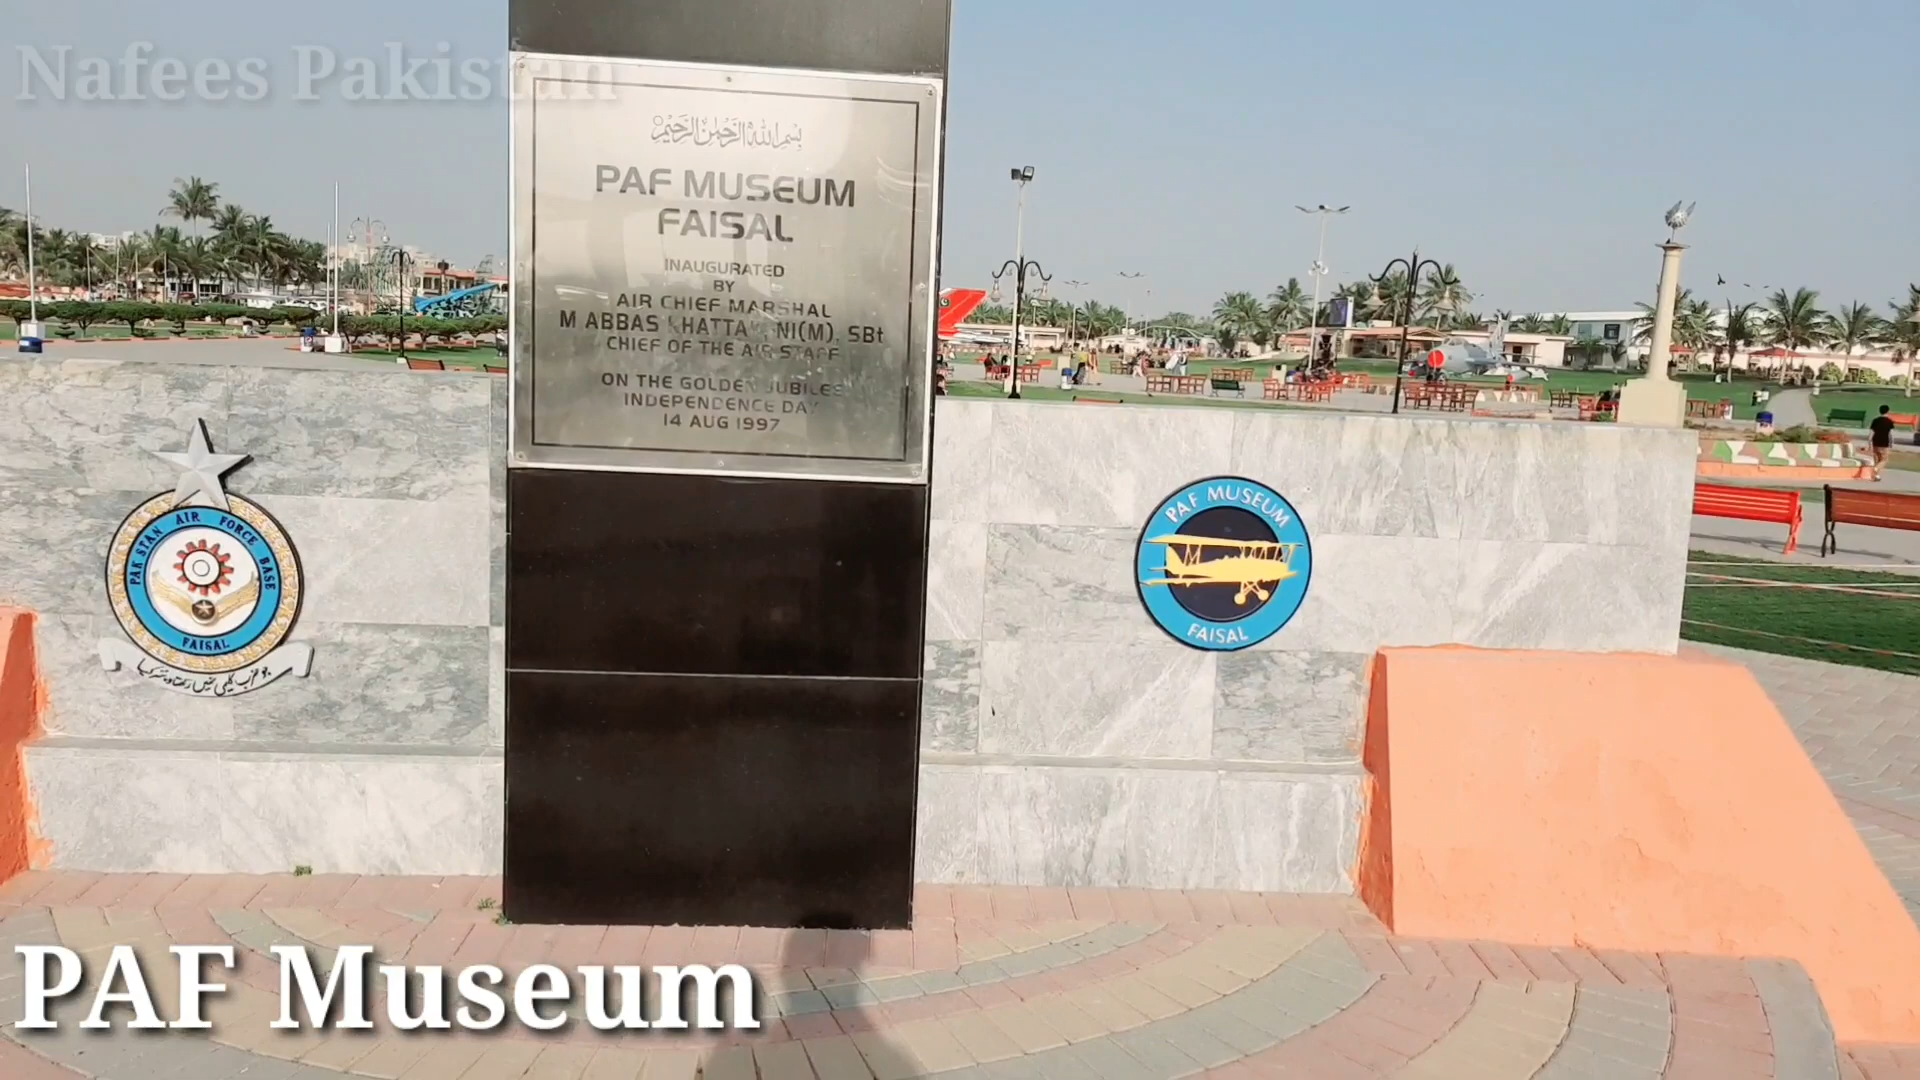 Nafees Pakistan
بسم الله الرحمن الرحيم
PAF MUSEUM
FAISAL
INAUGURATED
BY
AIR CHIEF MARSHAL
M ABBAS KHATTAK NI(M), SBt
CHIEF OF THE AIR STAFF
ON THE GOLDEN JUBILEE
INDEPENDENCE DAY
14 AUG 1997
PAKISTAN AIR FORCE BASE
FAISAL
PAF MUSEUM
FAISAL
PAF Museum